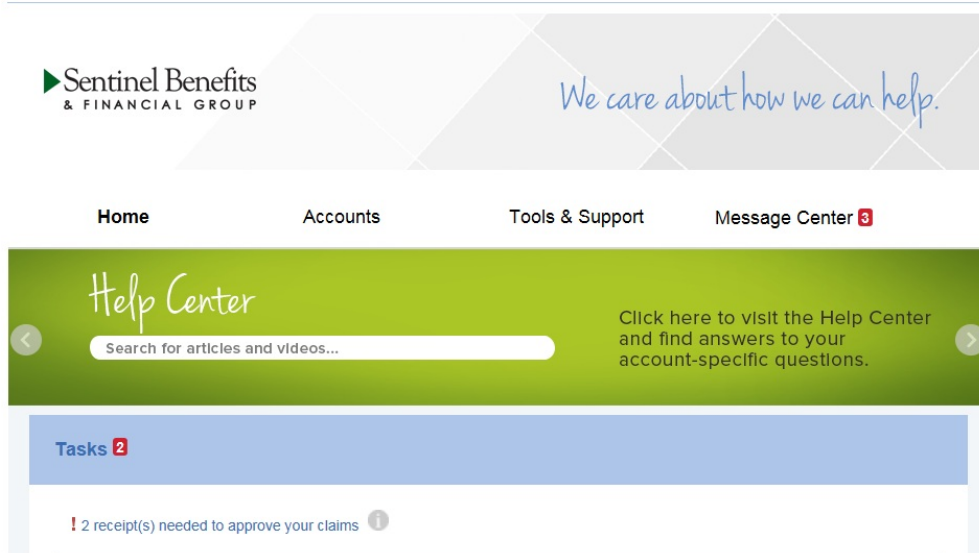 Sentinel Benefits
& FINANCIAL GROUP
We care about how we can help.
Home
Accounts
Tools & Support
Message Center 3
Help Center
Search for articles and videos...
Click here to visit the Help Center
and find answers to your
account-specific questions.
Tasks 2
! 2 receipt(s) needed to approve your claims i